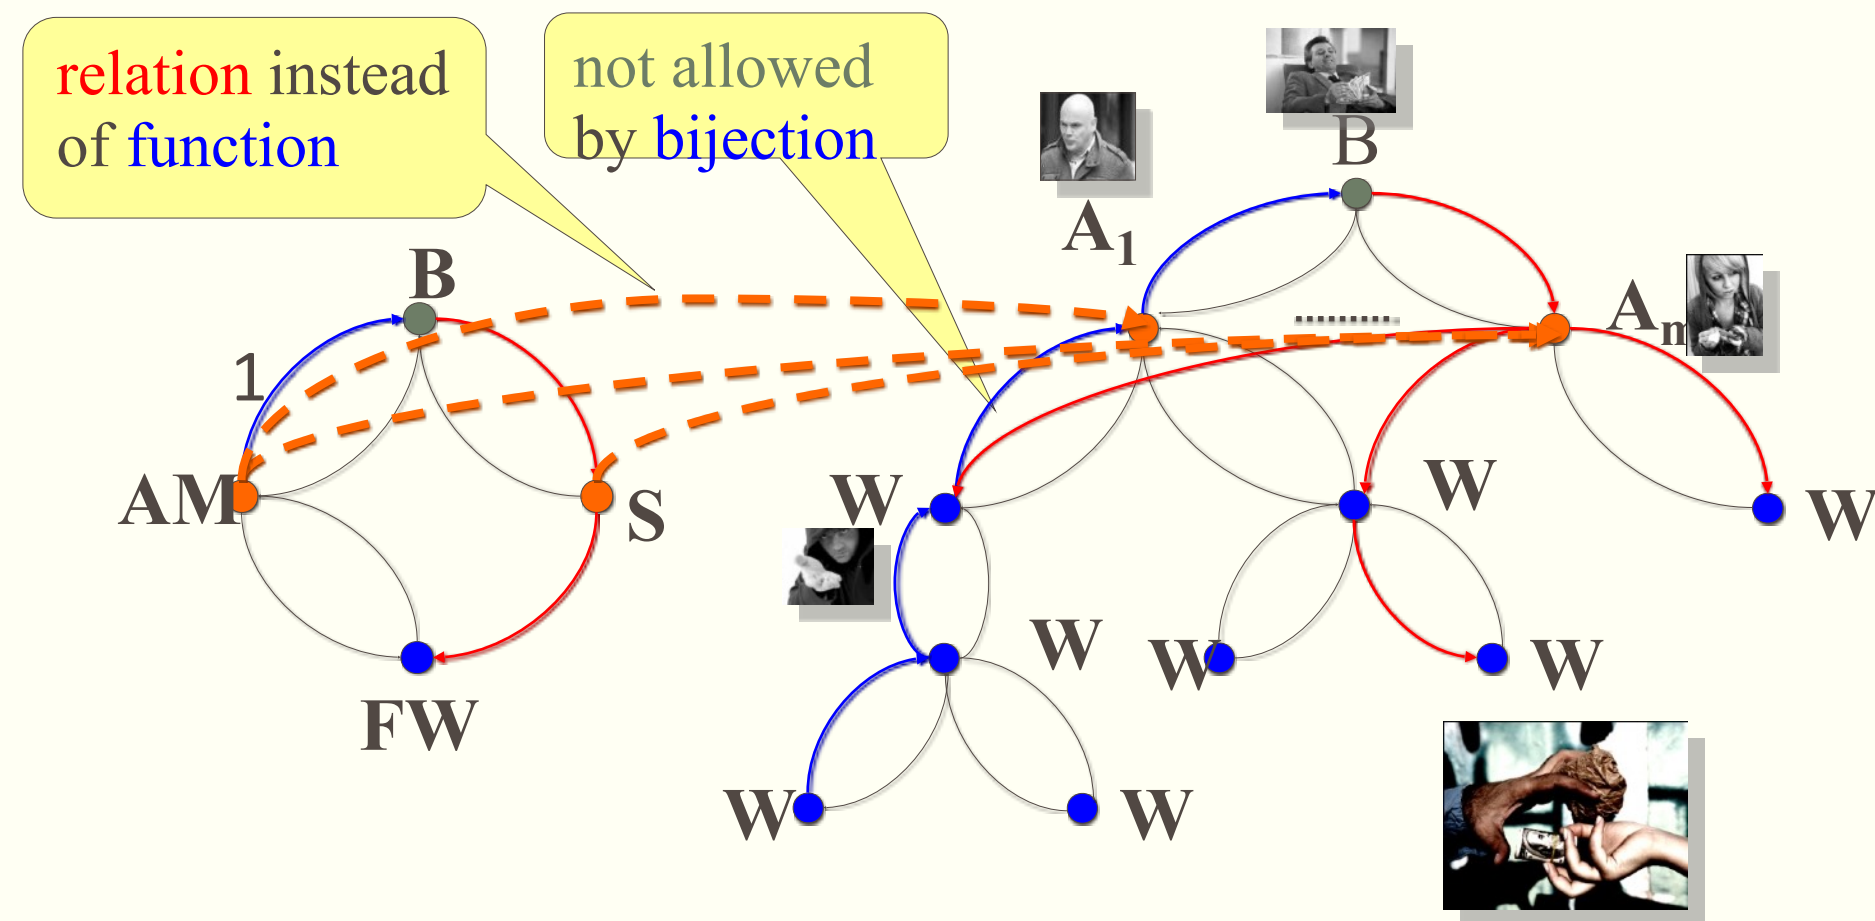 relation instead
of function
not allowed
by bijection
B
A1
B
Am
1
AM
S
W
W
W
FW
W
W
W
W
W